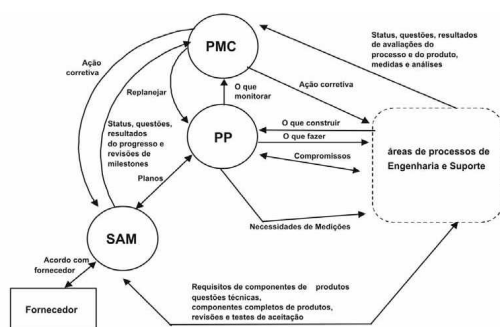 PMC
Status, questões, resultados
de avaliações do
processo e do produto,
medidas e análises
Ação
corretiva
Replanejar
O que
monitorar
Ação corretiva
Status, questões,
resultados
do progresso e
revisões de
milestones
PP
O que construir
O que fazer
Compromissos
áreas de processos de
Engenharia e Suporte
Planos
Necessidades de Medições
SAM
Acordo com
fornecedor
Fornecedor
Requisitos de componentes de produtos
questões técnicas,
componentes completos de produtos,
revisões e testes de aceitação